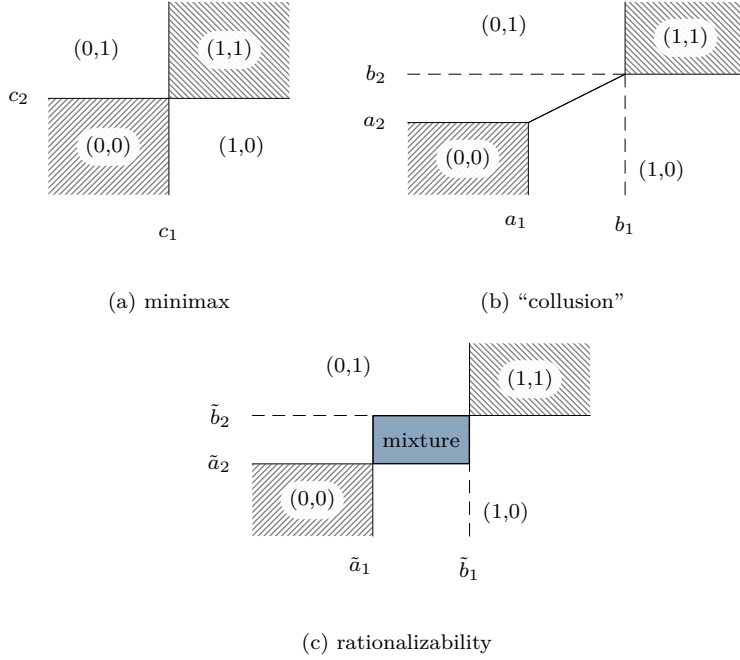 (0,1)
(1,1)
c₂
(0,0)
(1,0)
c₁
(a) minimax
(0,1)
(1,1)
b₂
a₂
(0,0)
(1,0)
a₁
b₁
(b) “collusion”
(0,1)
(1,1)
b̃₂
mixture
ã₂
(0,0)
(1,0)
ã₁
b̃₁
(c) rationalizability